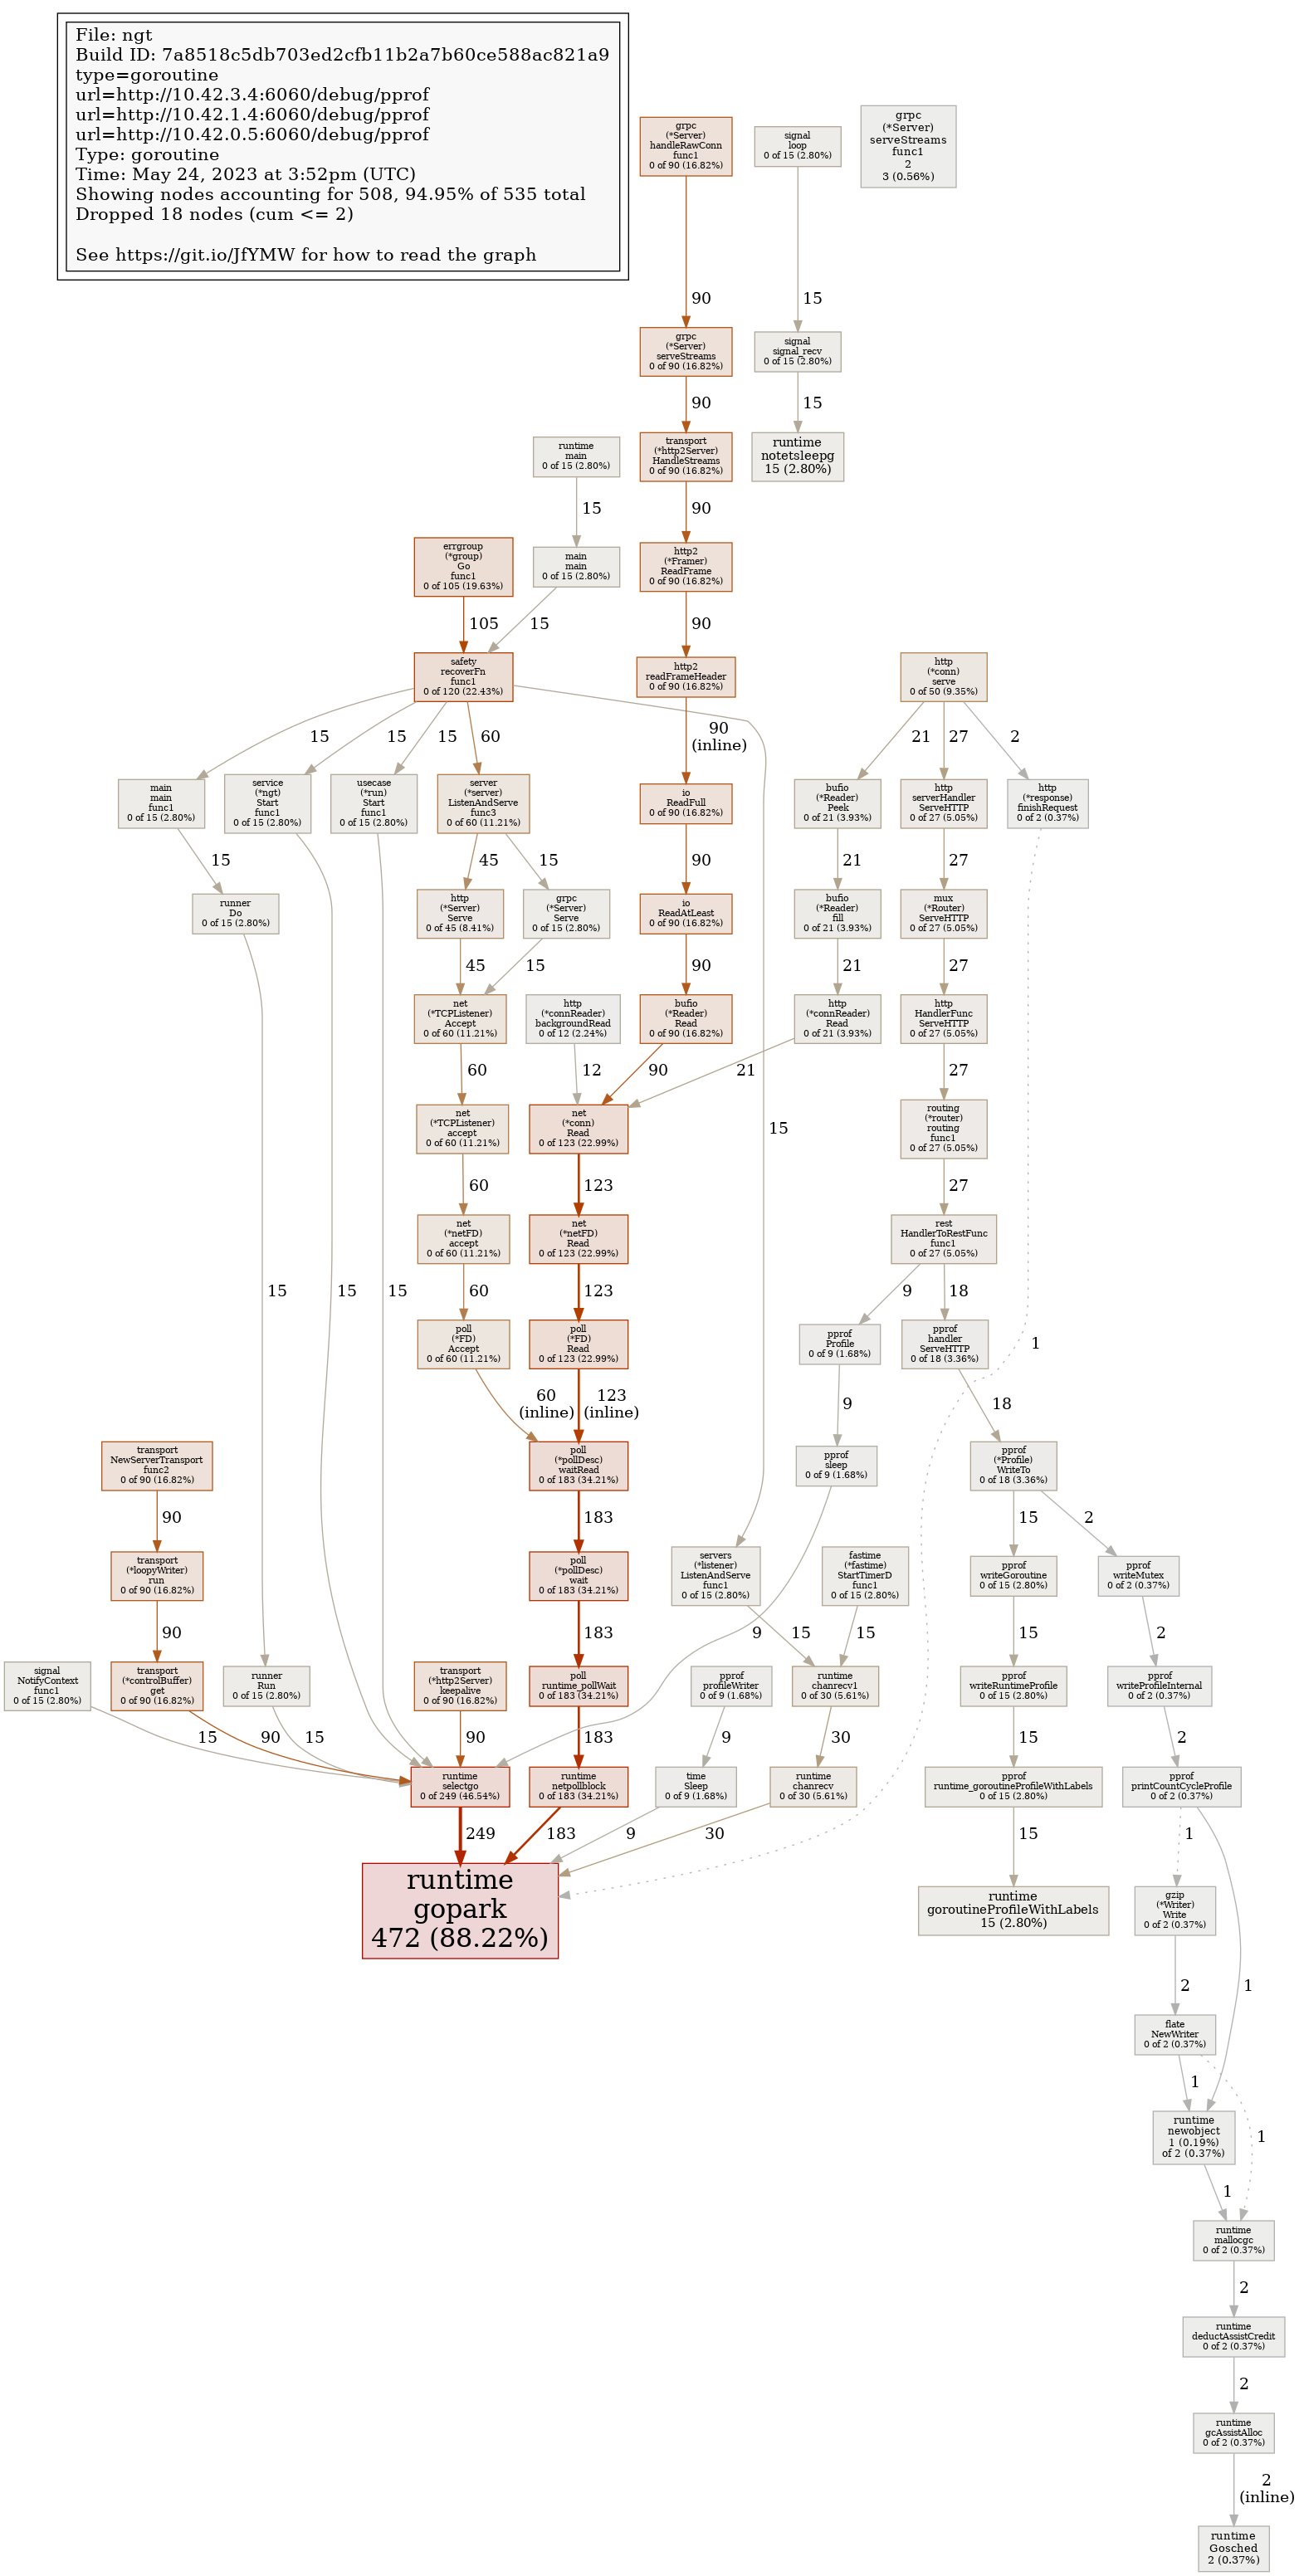 File: ngt
Build ID: 7a8518c5db703ed2cfb11b2a7b60ce588ac821a9
type=goroutine
url=http://10.42.3.4:6060/debug/pprof
url=http://10.42.1.4:6060/debug/pprof
url=http://10.42.0.5:6060/debug/pprof
Type: goroutine
Time: May 24, 2023 at 3:52pm (UTC)
Showing nodes accounting for 508, 94.95% of 535 total
Dropped 18 nodes (cum <= 2)
See https://git.io/JfYMW for how to read the graph
grpc
(*Server)
handleRawConn
func1
0 of 90 (16.82%)
signal
loop
0 of 15 (2.80%)
grpc
(*Server)
serveStreams
func1
2
3 (0.56%)
90
15
grpc
(*Server)
serveStreams
0 of 90 (16.82%)
signal
signal_recv
0 of 15 (2.80%)
90
15
runtime
main
0 of 15 (2.80%)
transport
(*http2Server)
HandleStreams
0 of 90 (16.82%)
runtime
notetsleepg
15 (2.80%)
15
90
errgroup
(*group)
Go
func1
0 of 105 (19.63%)
main
main
0 of 15 (2.80%)
http2
(*Framer)
ReadFrame
0 of 90 (16.82%)
105
15
90
safety
recoverFn
func1
0 of 120 (22.43%)
http2
readFrameHeader
0 of 90 (16.82%)
http
(*conn)
serve
0 of 50 (9.35%)
15
15
15
60
90
(inline)
21
27
2
main
main
func1
0 of 15 (2.80%)
service
(*ngt)
Start
func1
0 of 15 (2.80%)
usecase
(*run)
Start
func1
0 of 15 (2.80%)
server
(*server)
ListenAndServe
func3
0 of 60 (11.21%)
io
ReadFull
0 of 90 (16.82%)
bufio
(*Reader)
Peek
0 of 21 (3.93%)
http
serverHandler
ServeHTTP
0 of 27 (5.05%)
http
(*response)
finishRequest
0 of 2 (0.37%)
15
45
15
90
21
27
runner
Do
0 of 15 (2.80%)
http
(*Server)
Serve
0 of 45 (8.41%)
grpc
(*Server)
Serve
0 of 15 (2.80%)
io
ReadAtLeast
0 of 90 (16.82%)
bufio
(*Reader)
fill
0 of 21 (3.93%)
mux
(*Router)
ServeHTTP
0 of 27 (5.05%)
45
15
90
21
27
net
(*TCPListener)
Accept
0 of 60 (11.21%)
http
(*connReader)
backgroundRead
0 of 12 (2.24%)
bufio
(*Reader)
Read
0 of 90 (16.82%)
http
(*connReader)
Read
0 of 21 (3.93%)
http
HandlerFunc
ServeHTTP
0 of 27 (5.05%)
60
12
90
21
27
net
(*TCPListener)
accept
0 of 60 (11.21%)
net
(*conn)
Read
0 of 123 (22.99%)
routing
(*router)
routing
func1
0 of 27 (5.05%)
15
60
123
27
net
(*netFD)
accept
0 of 60 (11.21%)
net
(*netFD)
Read
0 of 123 (22.99%)
rest
HandlerToRestFunc
func1
0 of 27 (5.05%)
15
15
15
60
123
9
18
poll
(*FD)
Accept
0 of 60 (11.21%)
poll
(*FD)
Read
0 of 123 (22.99%)
pprof
Profile
0 of 9 (1.68%)
pprof
handler
ServeHTTP
0 of 18 (3.36%)
1
60
(inline)
123
(inline)
9
18
transport
NewServerTransport
func2
0 of 90 (16.82%)
poll
(*pollDesc)
waitRead
0 of 183 (34.21%)
pprof
sleep
0 of 9 (1.68%)
pprof
(*Profile)
WriteTo
0 of 18 (3.36%)
90
183
15
2
transport
(*loopyWriter)
run
0 of 90 (16.82%)
poll
(*pollDesc)
wait
0 of 183 (34.21%)
servers
(*listener)
ListenAndServe
func1
0 of 15 (2.80%)
fastime
(*fastime)
StartTimerD
func1
0 of 15 (2.80%)
pprof
writeGoroutine
0 of 15 (2.80%)
pprof
writeMutex
0 of 2 (0.37%)
90
183
9
15
15
15
2
signal
NotifyContext
func1
0 of 15 (2.80%)
transport
(*controlBuffer)
get
0 of 90 (16.82%)
runner
Run
0 of 15 (2.80%)
transport
(*http2Server)
keepalive
0 of 90 (16.82%)
poll
runtime_pollWait
0 of 183 (34.21%)
pprof
profileWriter
0 of 9 (1.68%)
runtime
chanrecv1
0 of 30 (5.61%)
pprof
writeRuntimeProfile
0 of 15 (2.80%)
pprof
writeProfileInternal
0 of 2 (0.37%)
15
90
15
90
183
9
30
15
2
runtime
selectgo
0 of 249 (46.54%)
runtime
netpollblock
0 of 183 (34.21%)
time
Sleep
0 of 9 (1.68%)
runtime
chanrecv
0 of 30 (5.61%)
pprof
runtime_goroutineProfileWithLabels
0 of 15 (2.80%)
pprof
printCountCycleProfile
0 of 2 (0.37%)
249
183
9
30
15
1
runtime
gopark
472 (88.22%)
runtime
goroutineProfileWithLabels
15 (2.80%)
gzip
(*Writer)
Write
0 of 2 (0.37%)
2
1
flate
NewWriter
0 of 2 (0.37%)
1
1
runtime
newobject
1 (0.19%)
of 2 (0.37%)
1
runtime
mallocgc
0 of 2 (0.37%)
2
runtime
deductAssistCredit
0 of 2 (0.37%)
2
runtime
gcAssistAlloc
0 of 2 (0.37%)
2
(inline)
runtime
Gosched
2 (0.37%)